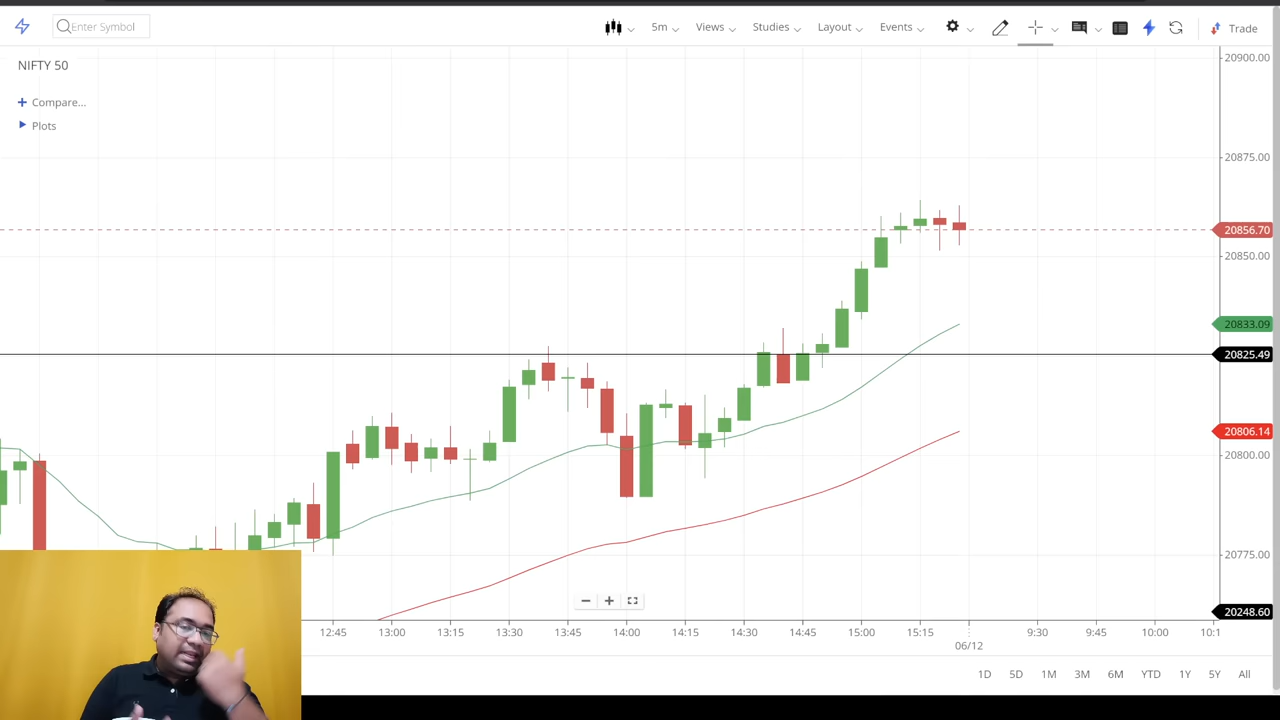 Enter Symbol 5m Views Studies Layout Events Trade
NIFTY 50
Compare...
Plots
20900.00
20875.00
20856.70
20850.00
20833.09
20825.49
20806.14
20800.00
20775.00
20248.60
12:45 13:00 13:15 13:30 13:45 14:00 14:15 14:30 14:45 15:00 15:15 9:30 9:45 10:00 10:1
06/12
1D 5D 1M 3M 6M YTD 1Y 5Y All